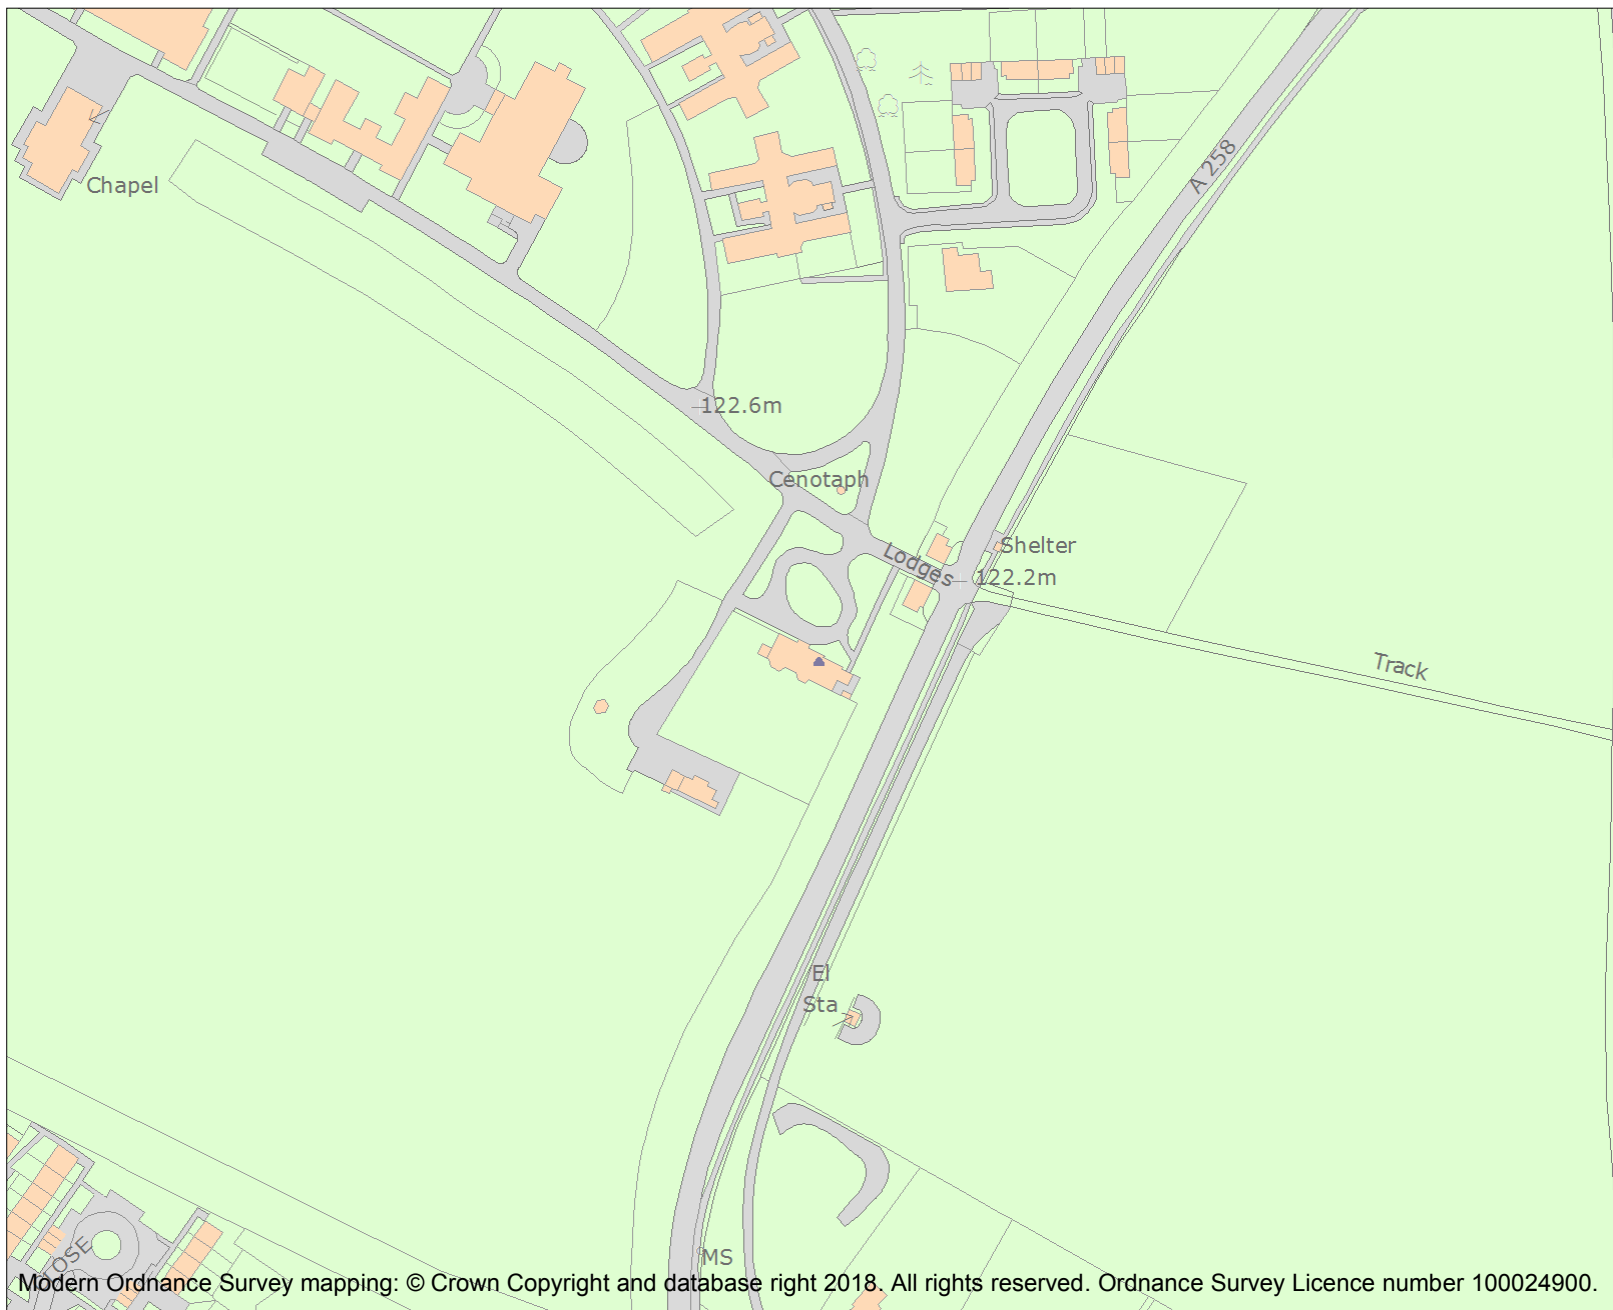 A 258
Chapel
122.6m
Cenotaph
Shelter
Lodges
122.2m
Track
El
Sta
MS
LOSE
Modern Ordnance Survey mapping: © Crown Copyright and database right 2018. All rights reserved. Ordnance Survey Licence number 100024900.